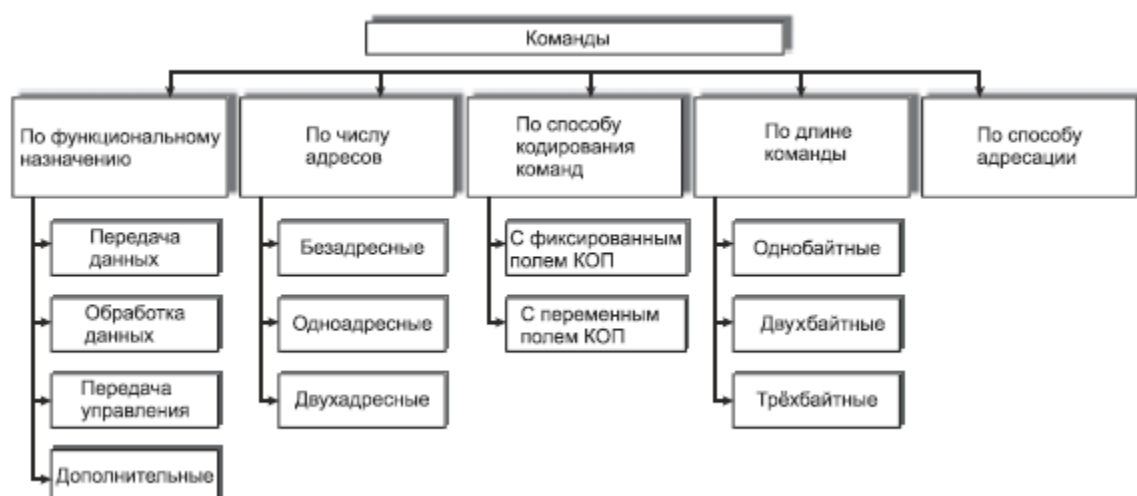 Команды
По функциональному
назначению
По числу
адресов
По способу
кодирования
команд
По длине
команды
По способу
адресации
Передача
данных
Обработка
данных
Передача
управления
Дополнительные
Безадресные
Одноадресные
Двухадресные
С фиксированным
полем КОП
С переменным
полем КОП
Однобайтные
Двухбайтные
Трёхбайтные